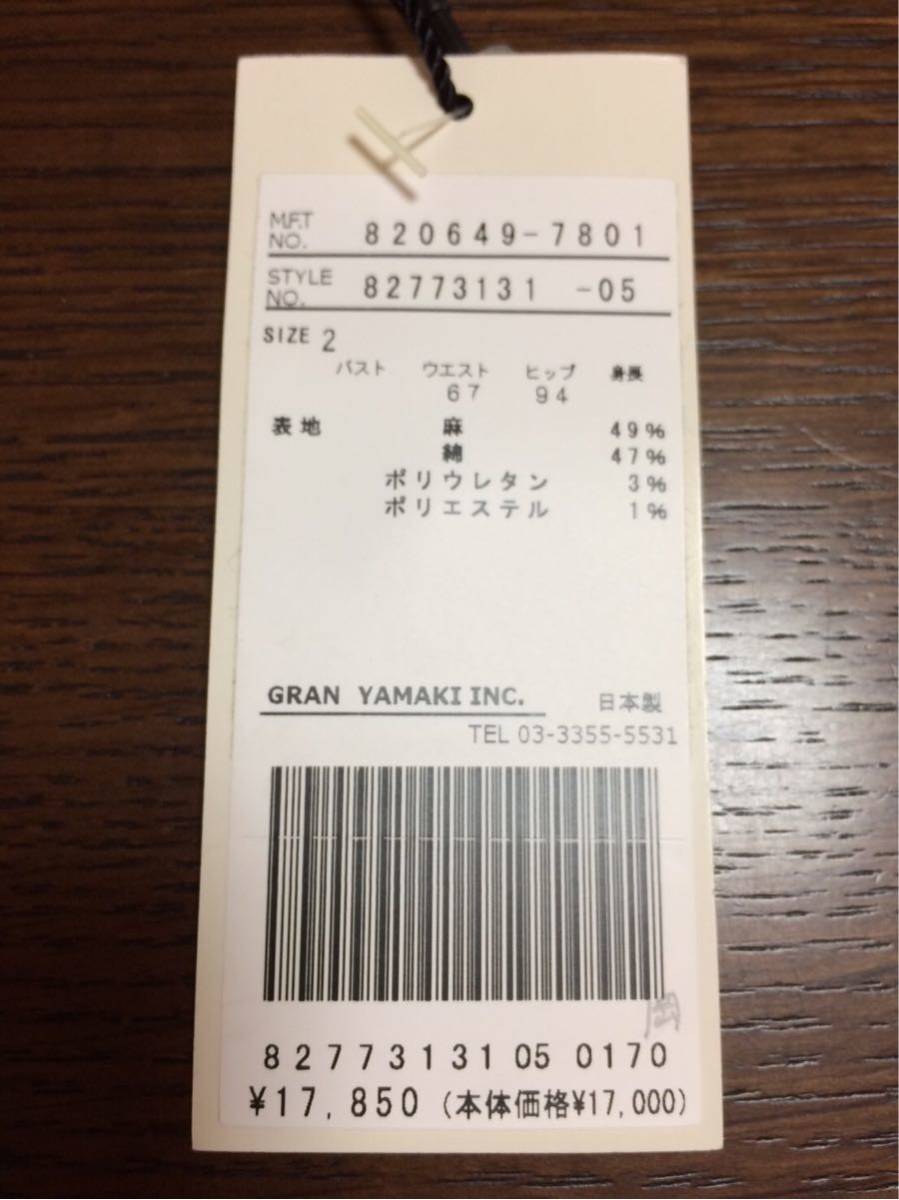 M.F.T NO. 820649-7801
STYLE NO. 82773131 -05
SIZE 2
バスト ウエスト ヒップ 身長
67 94
表地 麻 49%
綿 47%
ポリウレタン 3%
ポリエステル 1%
GRAN YAMAKI INC. 日本製
TEL 03-3355-5531
岡
82773131 05 0170
¥17,850 (本体価格¥17,000)